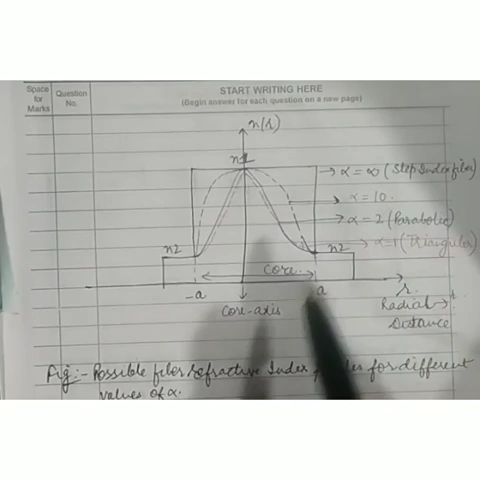 Space for Marks
Question No.
START WRITING HERE
(Begin answer for each question on a new page)
n(r)
n1
→ α = ∞ (Step Index fiber)
α = 10.
→ α = 2 (Parabolic)
→ α=1 (Triangular)
n2
n2
Core
-a
a
r
Core-axis
Radial →
Distance
Fig:- Possible fiber refractive Index for different
values of α.